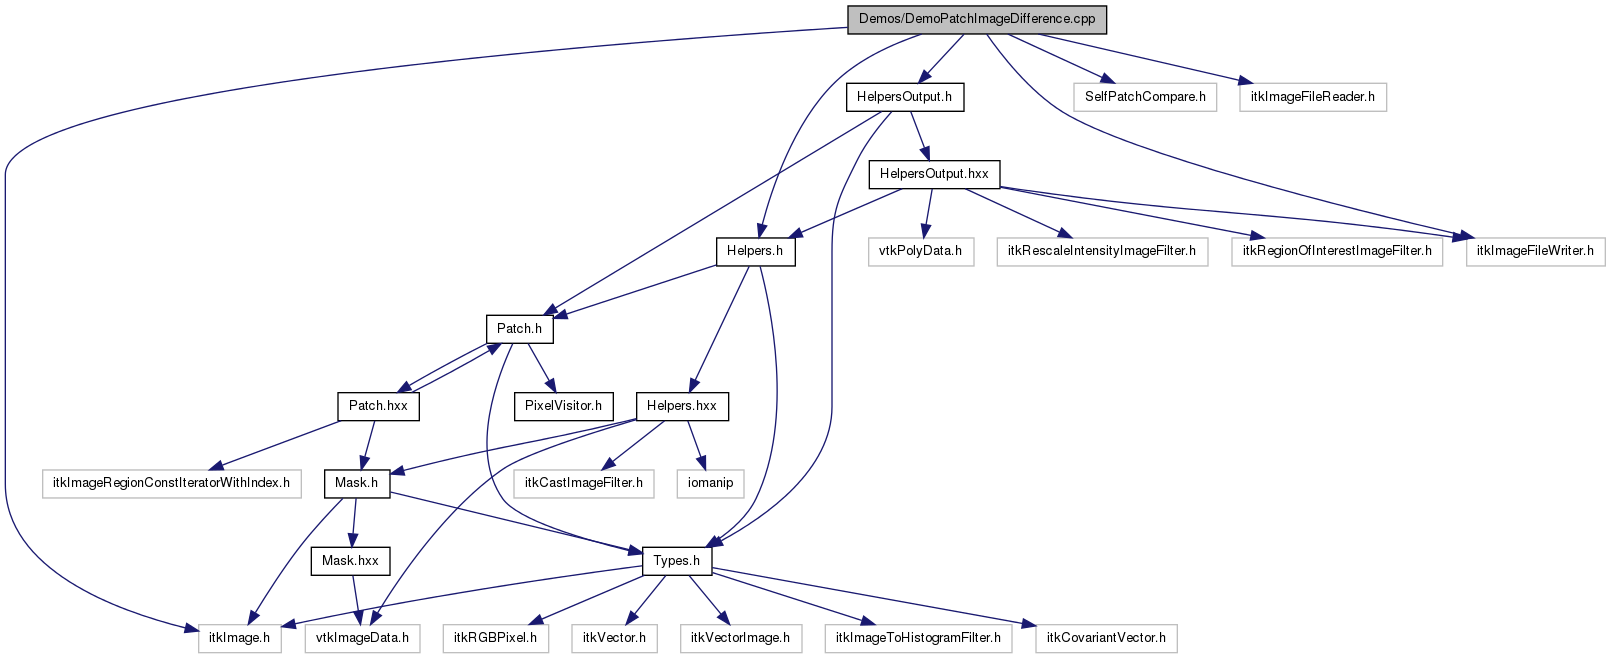 Demos/DemoPatchImageDifference.cpp
HelpersOutput.h
SelfPatchCompare.h
itkImageFileReader.h
HelpersOutput.hxx
Helpers.h
vtkPolyData.h
itkRescaleIntensityImageFilter.h
itkRegionOfInterestImageFilter.h
itkImageFileWriter.h
Patch.h
Patch.hxx
PixelVisitor.h
Helpers.hxx
itkImageRegionConstIteratorWithIndex.h
Mask.h
itkCastImageFilter.h
iomanip
Mask.hxx
Types.h
itkImage.h
vtkImageData.h
itkRGBPixel.h
itkVector.h
itkVectorImage.h
itkImageToHistogramFilter.h
itkCovariantVector.h